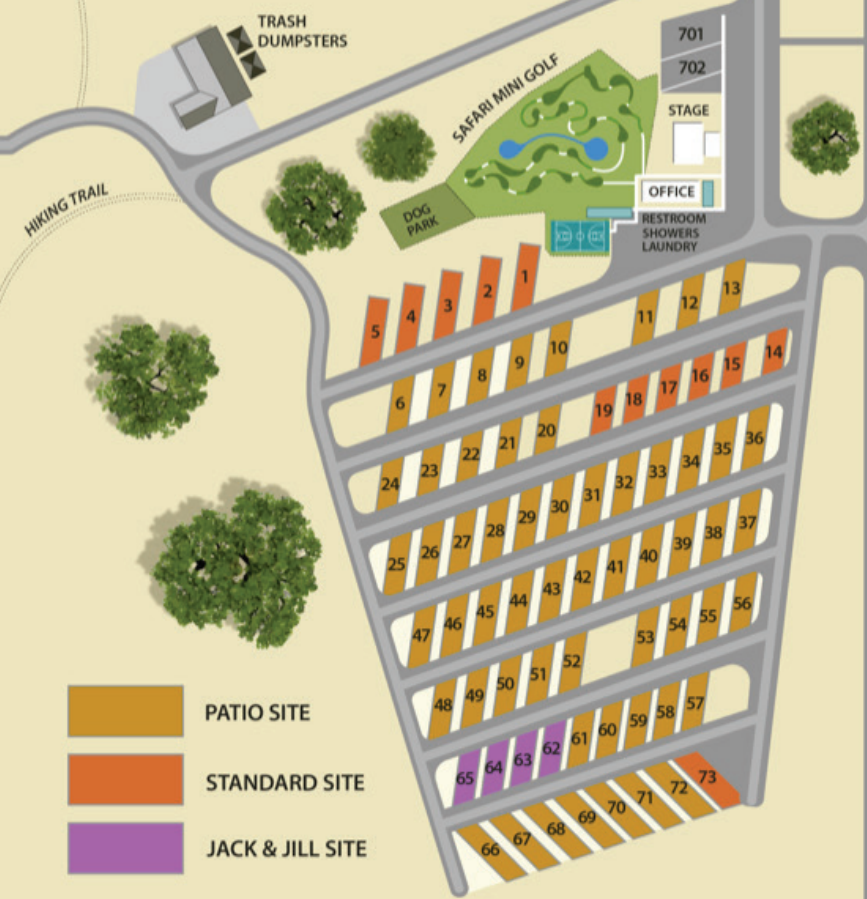 TRASH
DUMPSTERS
701
702
SAFARI MINI GOLF
STAGE
HIKING TRAIL
OFFICE
DOG
PARK
RESTROOM
SHOWERS
LAUNDRY
5 4 3 2 1
6 7 8 9 10 11 12 13
24 23 22 21 20 19 18 17 16 15 14
25 26 27 28 29 30 31 32 33 34 35 36
47 46 45 44 43 42 41 40 39 38 37
48 49 50 51 52 53 54 55 56
65 64 63 62 61 60 59 58 57
66 67 68 69 70 71 72 73
PATIO SITE
STANDARD SITE
JACK & JILL SITE